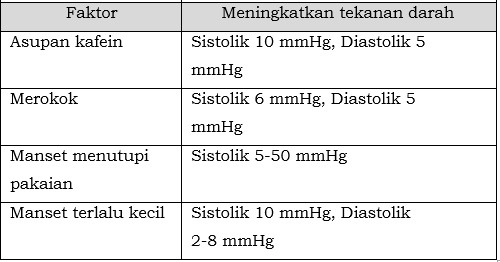 Faktor Meningkatkan tekanan darah
Asupan kafein Sistolik 10 mmHg, Diastolik 5
mmHg
Merokok Sistolik 6 mmHg, Diastolik 5
mmHg
Manset menutupi Sistolik 5-50 mmHg
pakaian
Manset terlalu kecil Sistolik 10 mmHg, Diastolik
2-8 mmHg